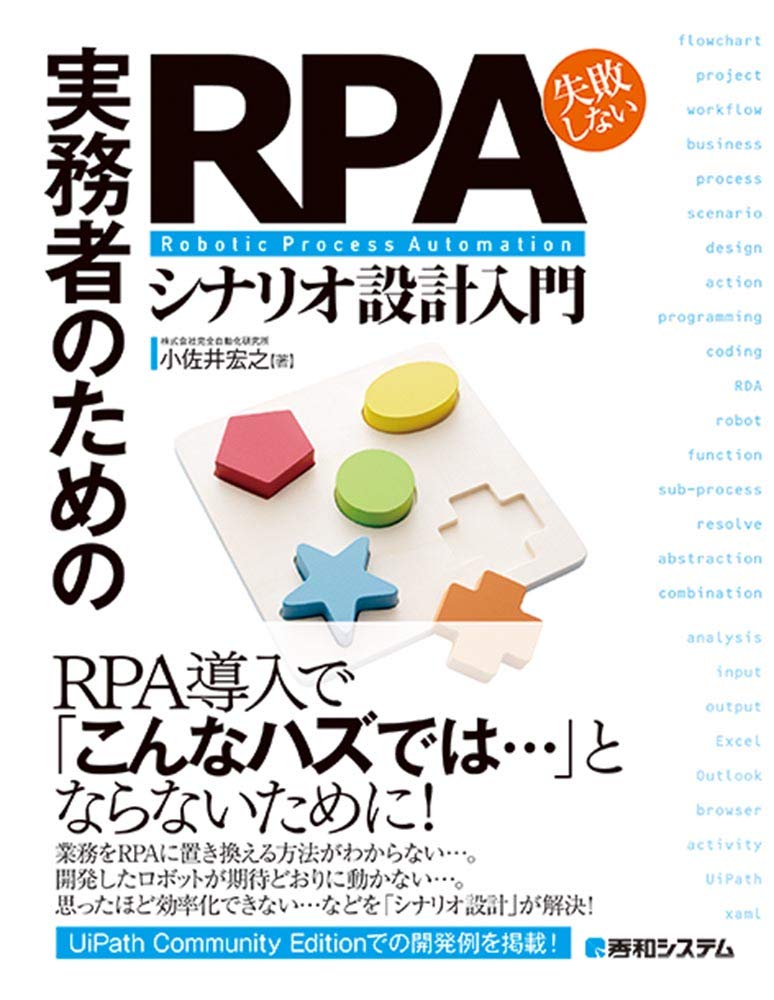 実務者のための
RPA
失敗
しない
Robotic Process Automation
シナリオ設計入門
株式会社完全自動化研究所
小佐井宏之【著】
flowchart
project
workflow
business
process
scenario
design
action
programming
coding
RDA
robot
function
sub-process
resolve
abstraction
combination
analysis
input
output
Excel
Outlook
browser
activity
UiPath
xaml
RPA導入で
「こんなハズでは…」と
ならないために!
業務をRPAに置き換える方法がわからない…。
開発したロボットが期待どおりに動かない…。
思ったほど効率化できない…などを「シナリオ設計」が解決!
UiPath Community Editionでの開発例を掲載!
秀和システム